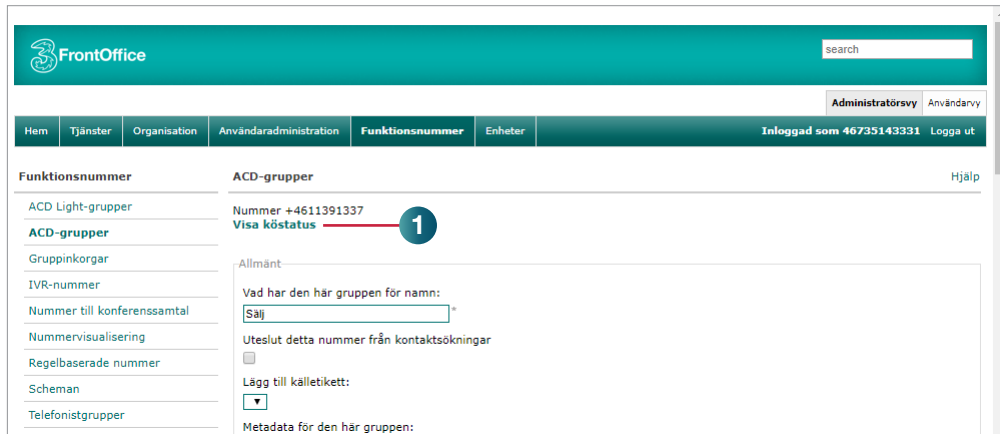 3 FrontOffice
search
Administratörsvy Användarvy
Hem Tjänster Organisation Användaradministration Funktionsnummer Enheter Inloggad som 46735143331 Logga ut
Funktionsnummer
ACD Light-grupper
ACD-grupper
Gruppinkorgar
IVR-nummer
Nummer till konferenssamtal
Nummervisualisering
Regelbaserade nummer
Scheman
Telefonistgrupper
ACD-grupper Hjälp
Nummer +4611391337
Visa köstatus 1
Allmänt
Vad har den här gruppen för namn:
Sälj *
Uteslut detta nummer från kontaktsökningar
Lägg till källetikett:
Metadata för den här gruppen: